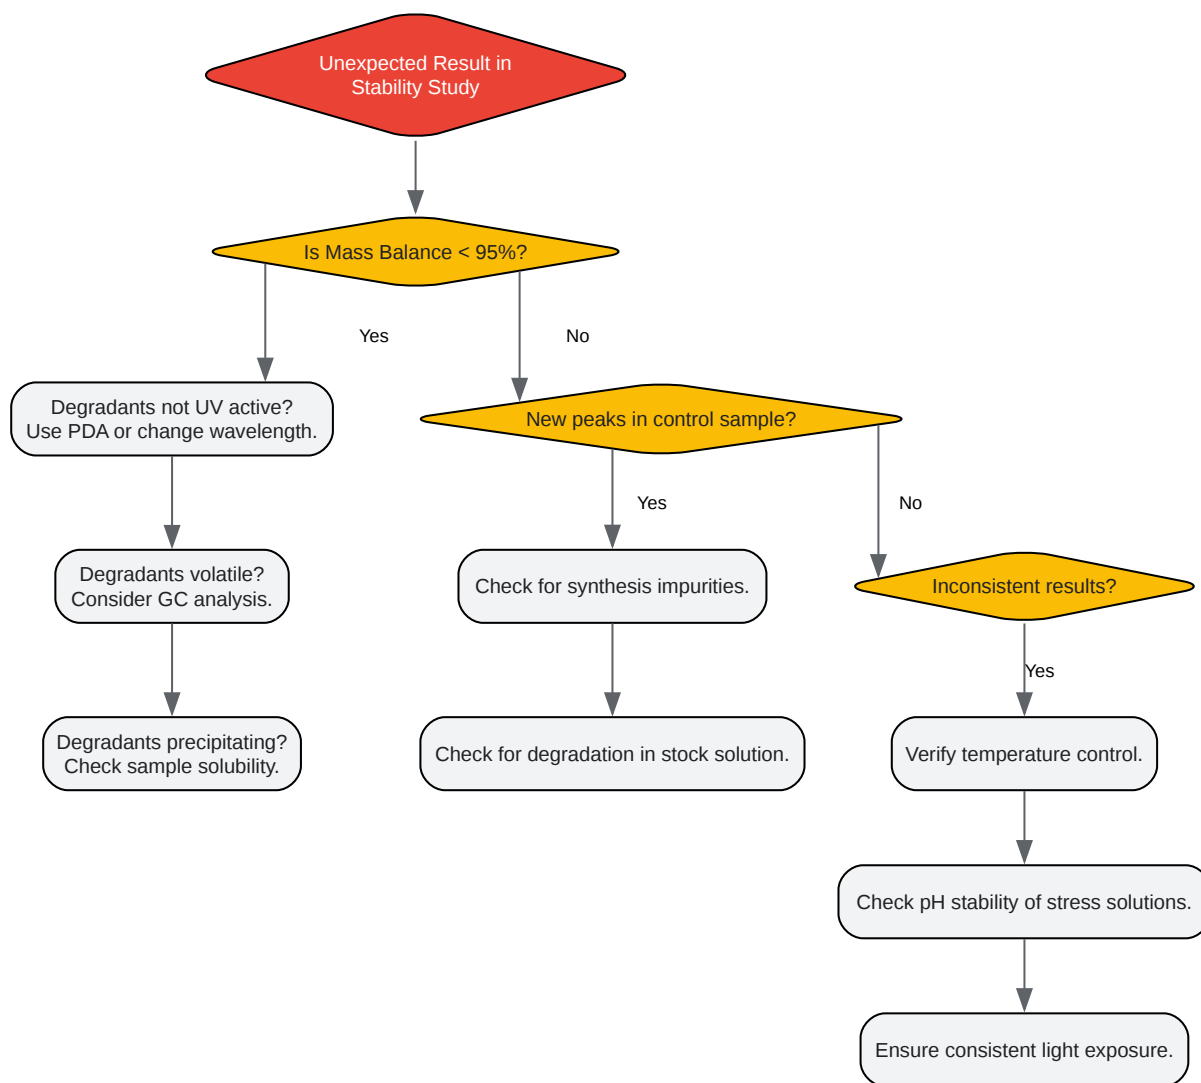 Unexpected Result in
Stability Study
Is Mass Balance < 95%?
Yes
No
Degradants not UV active?
Use PDA or change wavelength.
New peaks in control sample?
Yes
No
Degradants volatile?
Consider GC analysis.
Check for synthesis impurities.
Inconsistent results?
Yes
Degradants precipitating?
Check sample solubility.
Check for degradation in stock solution.
Verify temperature control.
Check pH stability of stress solutions.
Ensure consistent light exposure.